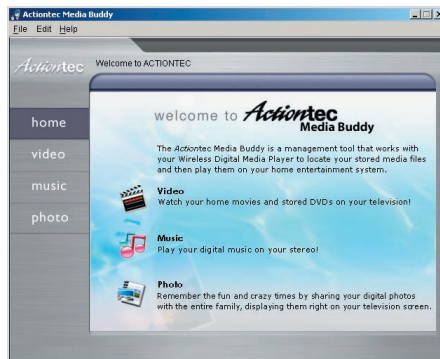 Actiontec Media Buddy
File Edit Help
Actiontec
Welcome to ACTIONTEC
home
video
music
photo
welcome to Actiontec
Media Buddy
The Actiontec Media Buddy is a management tool that works with
your Wireless Digital Media Player to locate your stored media files
and then play them on your home entertainment system.
Video
Watch your home movies and stored DVDs on your television!
Music
Play your digital music on your stereo!
Photo
Remember the fun and crazy times by sharing your digital photos
with the entire family, displaying them right on your television screen.